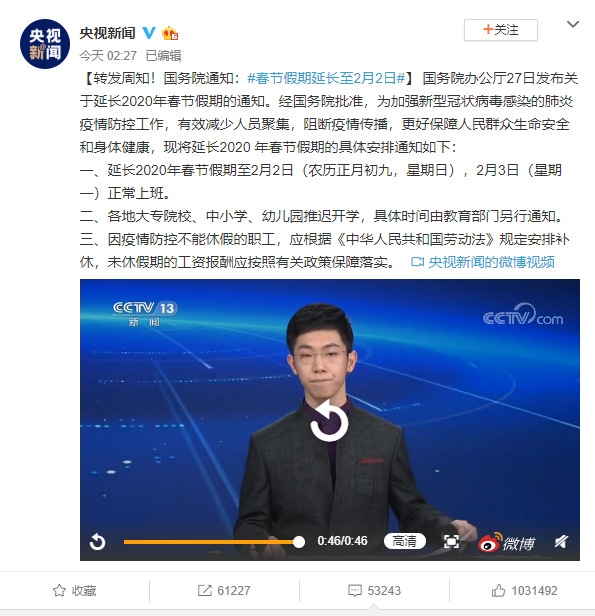 央视新闻
央视
新闻
+关注
今天 02:27 已编辑
【转发周知！国务院通知：#春节假期延长至2月2日#】 国务院办公厅27日发布关
于延长2020年春节假期的通知。经国务院批准，为加强新型冠状病毒感染的肺炎
疫情防控工作，有效减少人员聚集，阻断疫情传播，更好保障人民群众生命安全
和身体健康，现将延长2020 年春节假期的具体安排通知如下：
一、延长2020年春节假期至2月2日（农历正月初九，星期日），2月3日（星期
一）正常上班。
二、各地大专院校、中小学、幼儿园推迟开学，具体时间由教育部门另行通知。
三、因疫情防控不能休假的职工，应根据《中华人民共和国劳动法》规定安排补
休，未休假期的工资报酬应按照有关政策保障落实。 央视新闻的微博视频
CCTV 13
新闻
CCTV.com
0:46/0:46
高清
微博
收藏
61227
53243
1031492